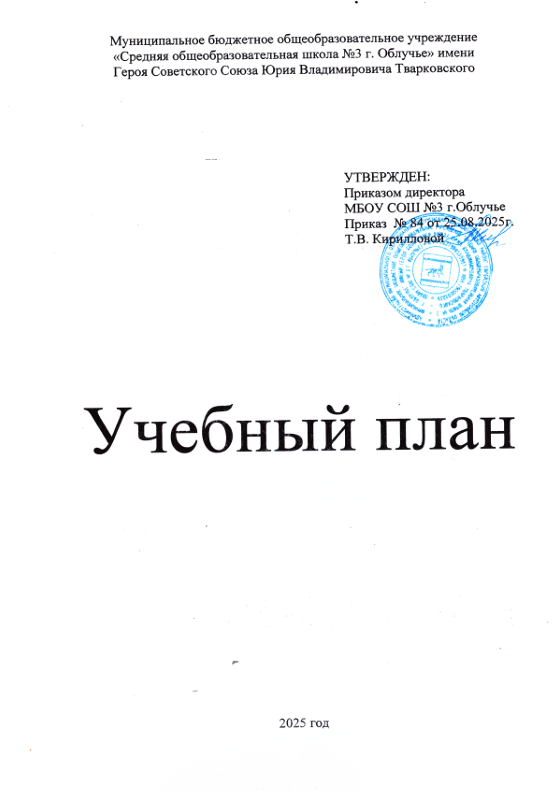 Муниципальное бюджетное общеобразовательное учреждение
«Средняя общеобразовательная школа №3 г. Облучье» имени
Героя Советского Союза Юрия Владимировича Тварковского
УТВЕРЖДЕН:
Приказом директора
МБОУ СОШ №3 г.Облучье
Приказ № 84 от 25.08.2025г.
Т.В. Кирилловой
Учебный план
2025 год